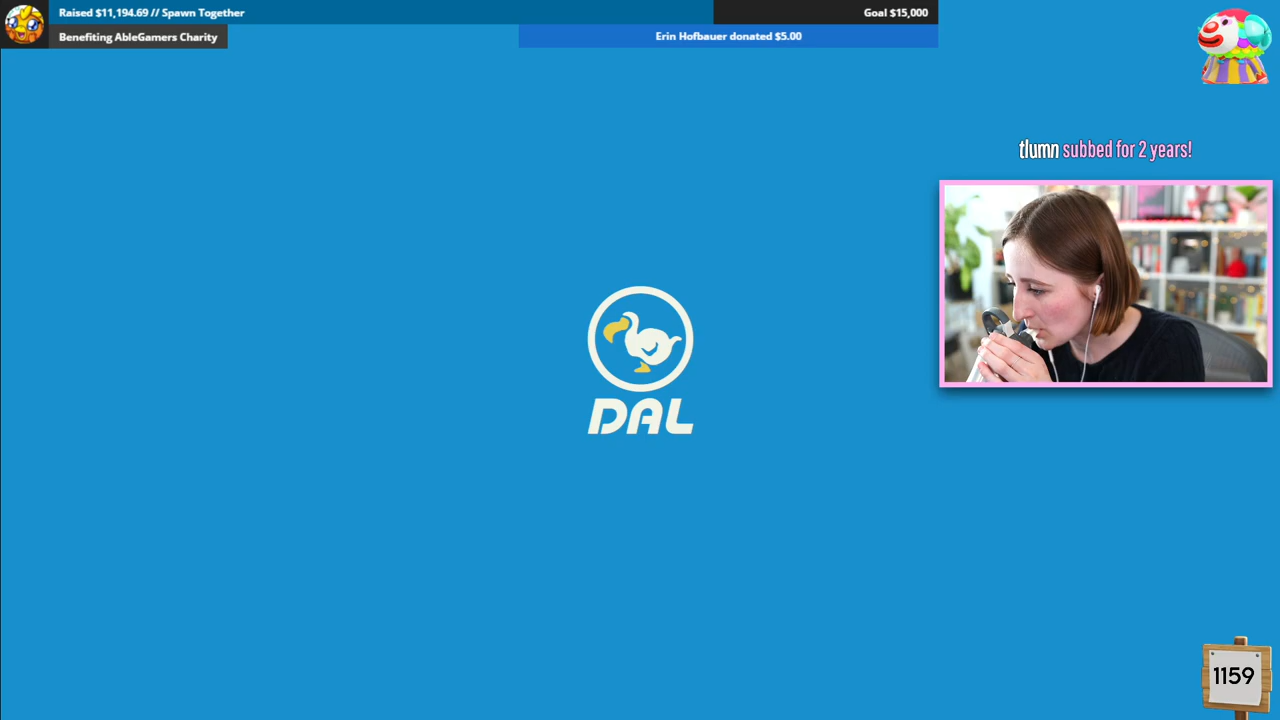 Raised $11,194.69 // Spawn Together
Goal $15,000
Benefiting AbleGamers Charity
Erin Hofbauer donated $5.00
tlumn subbed for 2 years!
DAL
1159